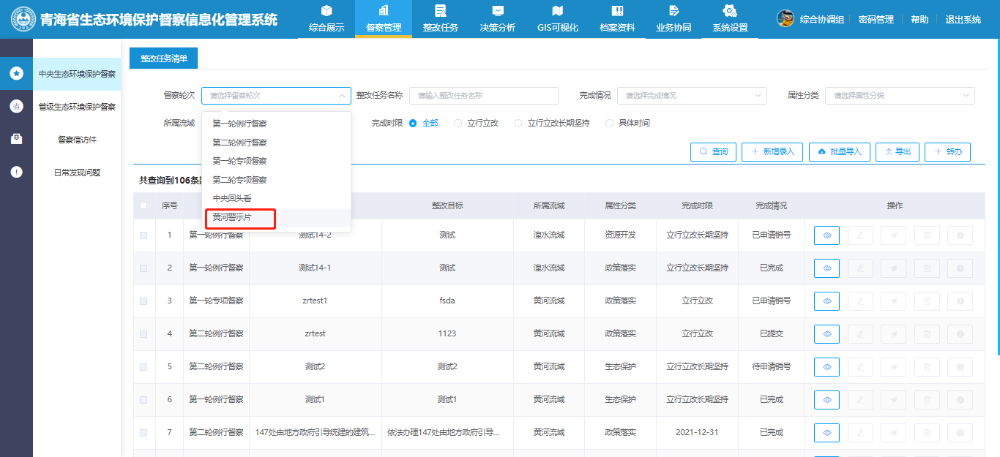 青海省生态环境保护督察信息化管理系统
综合展示 督察管理 整改任务 决策分析 GIS可视化 档案资料 业务协同 系统设置
综合协调组 密码管理 帮助 退出系统
中央生态环境保护督察
省 省级生态环境保护督察
督察信访件
日常发现问题
整改任务清单
督察轮次 请选择督察轮次 整改任务名称 请输入整改任务名称 完成情况 请选择完成情况 属性分类 请选择属性分类
所属流域 完成时限 全部 立行立改 立行立改长期坚持 具体时间
第一轮例行督察
第二轮例行督察
第一轮专项督察
第二轮专项督察
中央回头看
黄河警示片
查询 新增录入 批量导入 导出 转办
共查询到106条
序号 整改目标 所属流域 属性分类 完成时限 完成情况 操作
1 第一轮例行督察 测试14-2 测试 湟水流域 资源开发 立行立改长期坚持 已申请销号
2 第一轮例行督察 测试14-1 测试 湟水流域 政策落实 立行立改长期坚持 已完成
3 第一轮专项督察 zrtest1 fsda 黄河流域 政策落实 立行立改 已申请销号
4 第二轮例行督察 zrtest 1123 黄河流域 政策落实 立行立改 已提交
5 第二轮例行督察 测试2 测试2 黄河流域 生态保护 立行立改长期坚持 待申请销号
6 第一轮例行督察 测试1 测试1 黄河流域 生态保护 立行立改长期坚持 已完成
7 第二轮例行督察 147处由地方政府引导统建的建筑... 依法办理147处由地方政府引导... 黄河流域 政策落实 2021-12-31 已完成